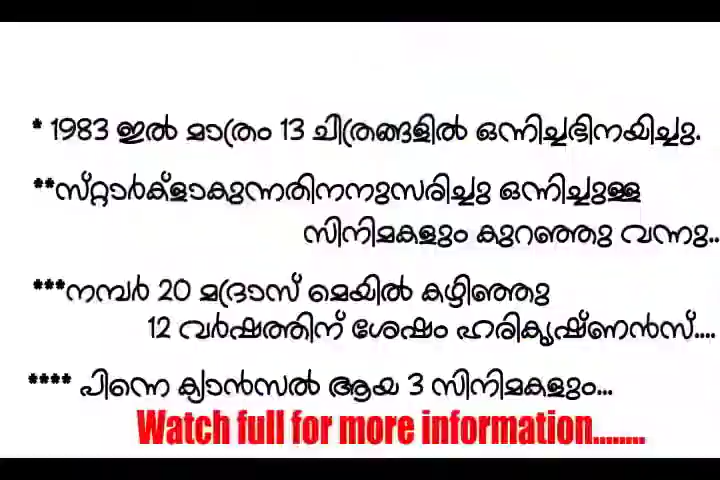 * 1983 ഇൽ മാത്രം 13 ചിത്രങ്ങളിൽ ഒന്നിച്ചഭിനയിച്ചു.
**സ്റ്റാർക്ളാകുന്നതിനനുസരിച്ചു ഒന്നിച്ചുള്ള
സിനിമകളും കുറഞ്ഞു വന്നു..
***നമ്പർ 20 മദ്രാസ് മെയിൽ കഴിഞ്ഞു
12 വർഷത്തിന് ശേഷം ഹരികൃഷ്ണൻസ്....
**** പിന്നെ ക്വാൻസൽ ആയ 3 സിനിമകളും...
Watch full for more information........